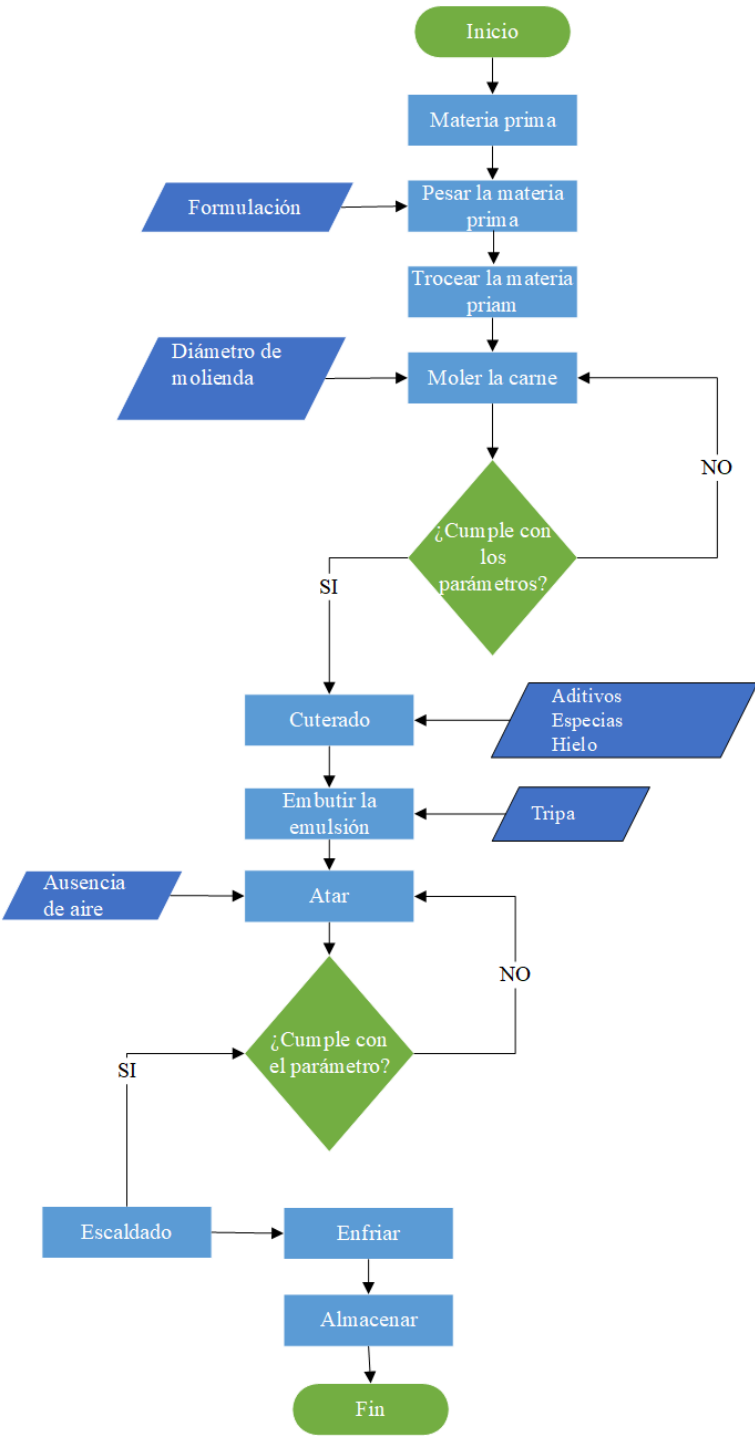 Inicio
Materia prima
Formulación
Pesar la materia
prima
Trocear la materia
priam
Diámetro de
molienda
Moler la carne
NO
¿Cumple con
los
parámetros?
SI
Cuterado
Aditivos
Especias
Hielo
Embutir la
emulsión
Tripa
Ausencia
de aire
Atar
NO
¿Cumple con
el parámetro?
SI
Escaldado
Enfriar
Almacenar
Fin